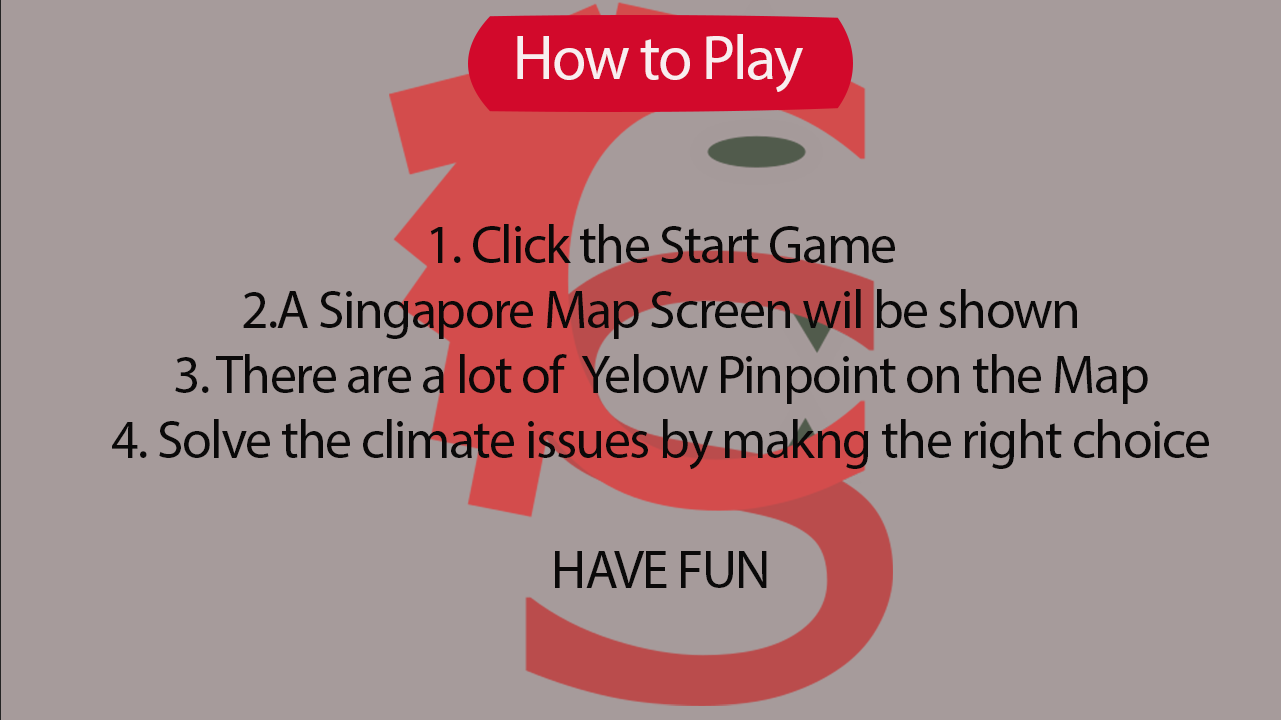 How to Play
1. Click the Start Game
2.A Singapore Map Screen wil be shown
3. There are a lot of  Yelow Pinpoint on the Map
4. Solve the climate issues by makng the right choice
HAVE FUN